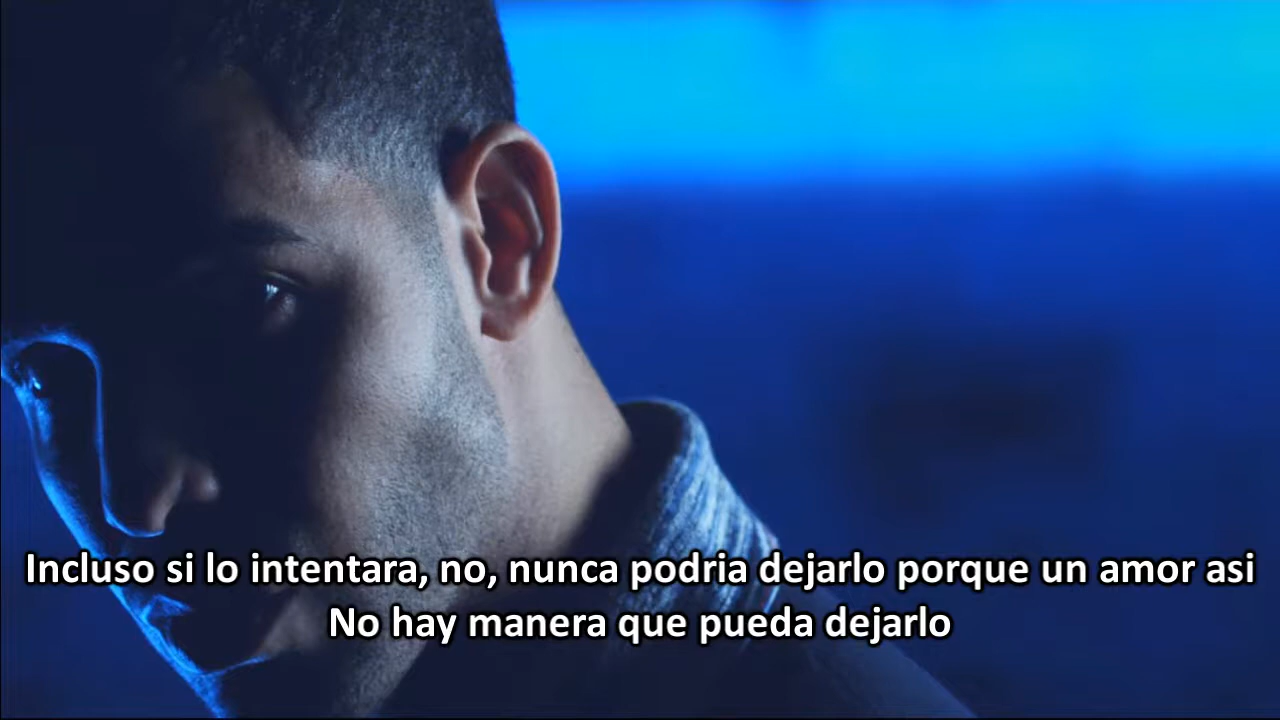 Incluso si lo intentara, no, nunca podria dejarlo porque un amor asi
No hay manera que pueda dejarlo